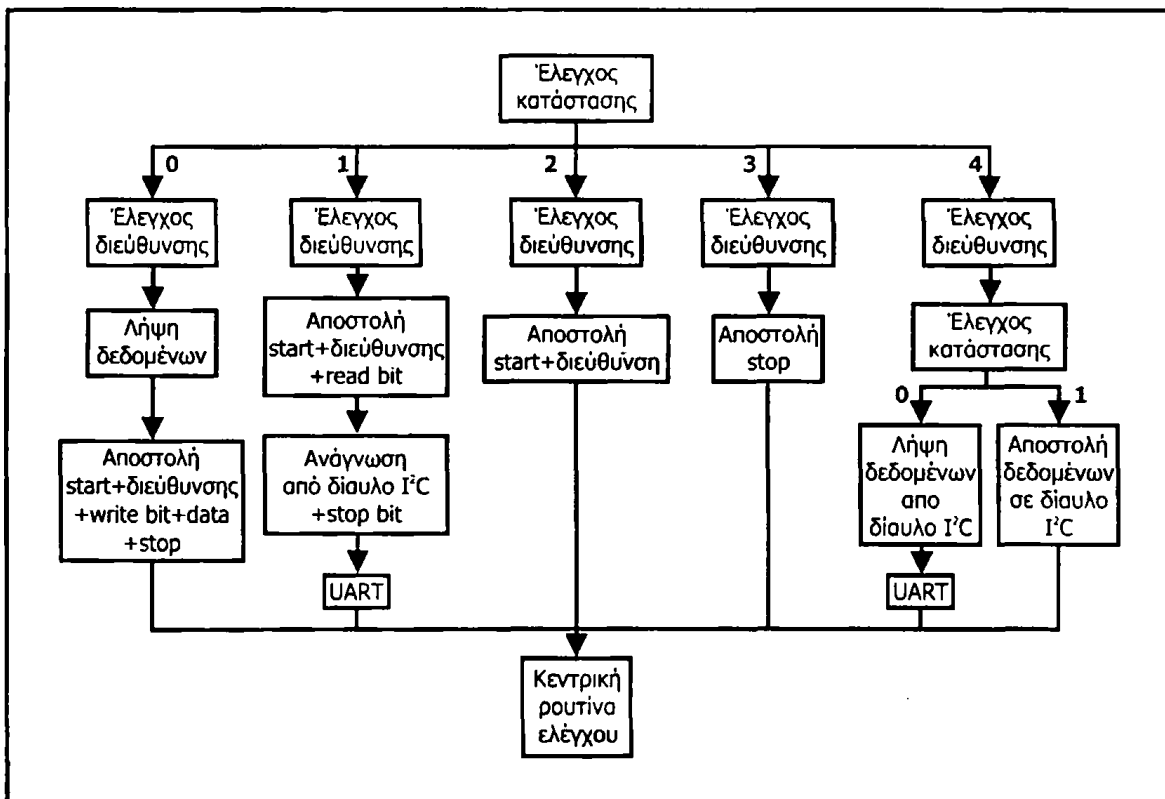 Έλεγχος
κατάστασης
0
1
2
3
4
Έλεγχος
διεύθυνσης
Έλεγχος
διεύθυνσης
Έλεγχος
διεύθυνσης
Έλεγχος
διεύθυνσης
Έλεγχος
διεύθυνσης
Λήψη
δεδομένων
Αποστολή
start+διεύθυνσης
+read bit
Αποστολή
start+διεύθυνση
Αποστολή
stop
Έλεγχος
κατάστασης
0
1
Αποστολή
start+διεύθυνσης
+write bit+data
+stop
Ανάγνωση
από δίαυλο I²C
+stop bit
Λήψη
δεδομένων
απο
δίαυλο I²C
Αποστολή
δεδομένων
σε δίαυλο
I²C
UART
UART
Κεντρική
ρουτίνα
ελέγχου